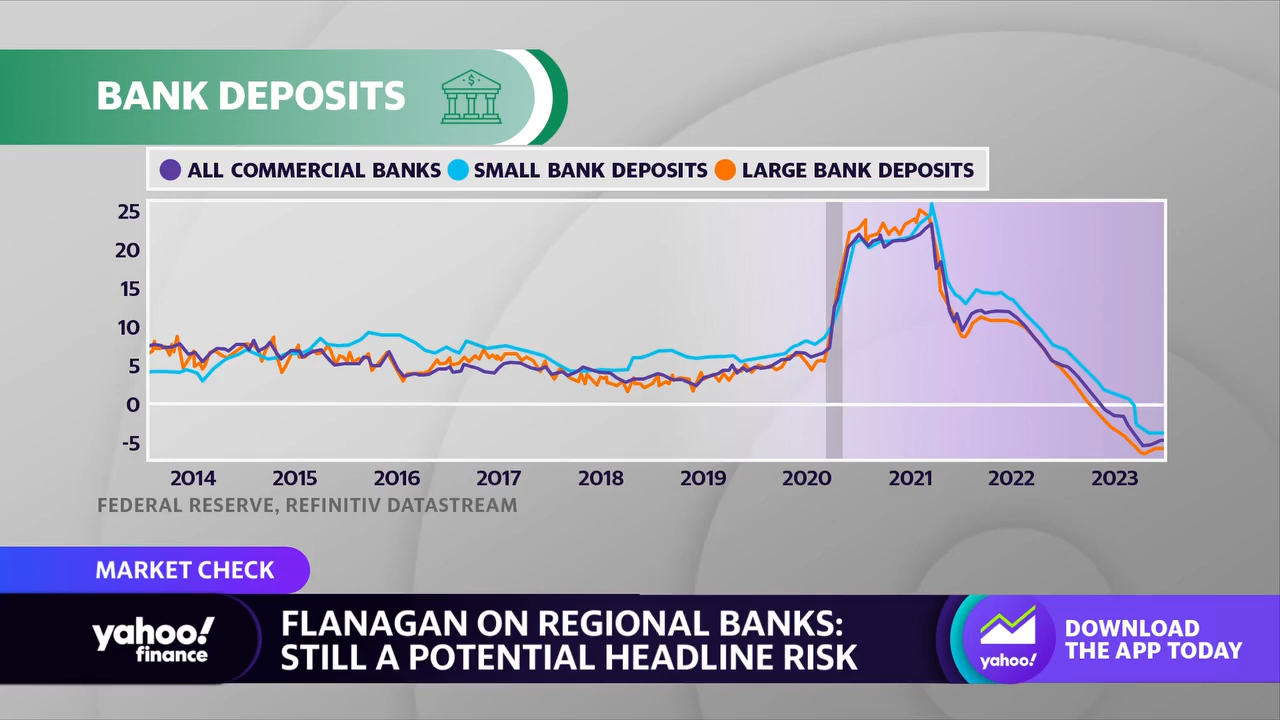 BANK DEPOSITS
$
ALL COMMERCIAL BANKS SMALL BANK DEPOSITS LARGE BANK DEPOSITS
25
20
15
10
5
0
-5
2014 2015 2016 2017 2018 2019 2020 2021 2022 2023
FEDERAL RESERVE, REFINITIV DATASTREAM
MARKET CHECK
yahoo!
finance
FLANAGAN ON REGIONAL BANKS:
STILL A POTENTIAL HEADLINE RISK
yahoo!
DOWNLOAD
THE APP TODAY